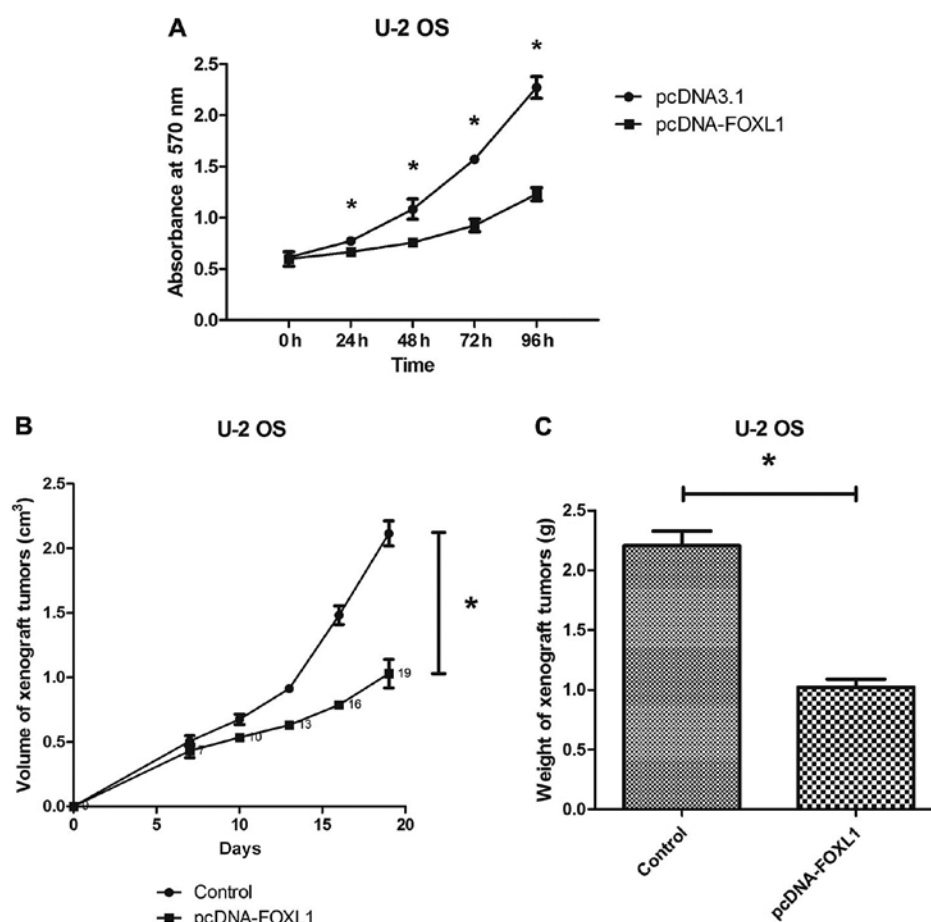 A
U-2 OS
*
*
*
*
2.5
2.0
1.5
1.0
0.5
0.0
Absorbance at 570 nm
0 h
24 h
48 h
72 h
96 h
Time
pcDNA3.1
pcDNA-FOXL1
B
U-2 OS
2.5
2.0
1.5
1.0
0.5
0.0
Volume of xenograft tumors (cm³)
0
7
10
13
16
19
*
0
5
10
15
20
Days
Control
pcDNA-FOXL1
C
U-2 OS
*
2.5
2.0
1.5
1.0
0.5
0.0
Weight of xenograft tumors (g)
Control
pcDNA-FOXL1